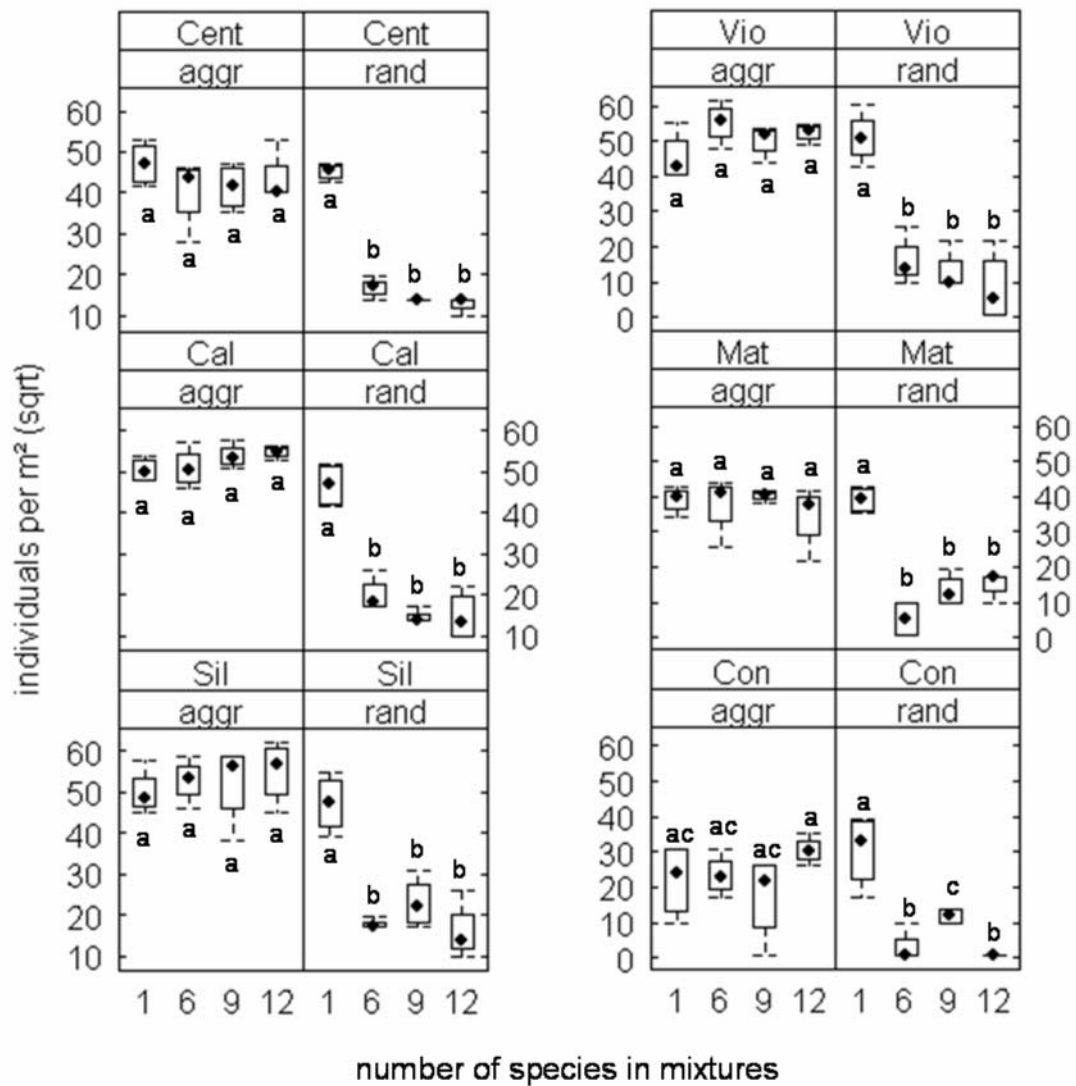 Cent Cent
aggr rand
60
50
40
30
20
10
a a a a
a b b b
Vio Vio
aggr rand
60
50
40
30
20
10
0
a a a a
a b b b
individuals per m² (sqrt)
Cal Cal
aggr rand
60
50
40
30
20
10
a a a a
a b b b
Mat Mat
aggr rand
60
50
40
30
20
10
0
a a a a
a b b b
Sil Sil
aggr rand
60
50
40
30
20
10
a a a a
a b b b
1 6 9 12 1 6 9 12
Con Con
aggr rand
60
50
40
30
20
10
0
ac ac ac a
a b c b
1 6 9 12 1 6 9 12
number of species in mixtures